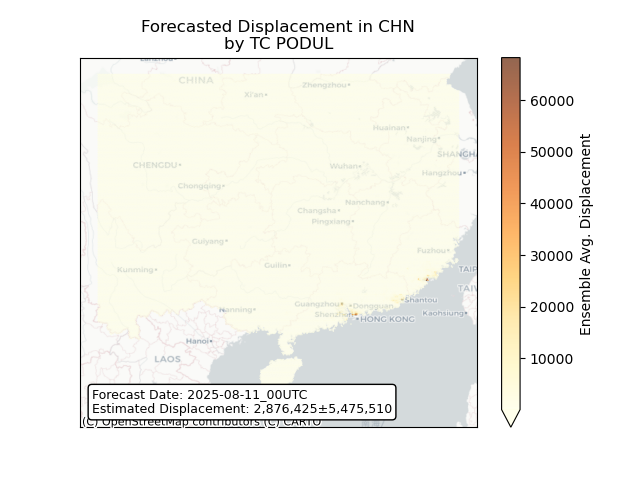 Forecasted Displacement in CHN
by TC PODUL
CHINA
Zhengzhou
Xi'an
Huainan
Nanjing
SHANGHA
CHENGDU
Wuhan
Hangzhou
Chongqing
Nanchang
Changsha
Pingxiang
Guiyang
Fuzhou
Kunming
Guilin
TAIP
TAIW
Shantou
Guangzhou
Dongguan
Nanning
Shenzhen
HONG KONG
Kaohsiung
Hanoi
LAOS
Forecast Date: 2025-08-11_00UTC
Estimated Displacement: 2,876,425±5,475,510
(C) OpenStreetMap contributors (C) CARTO
60000
50000
40000
30000
20000
10000
Ensemble Avg. Displacement